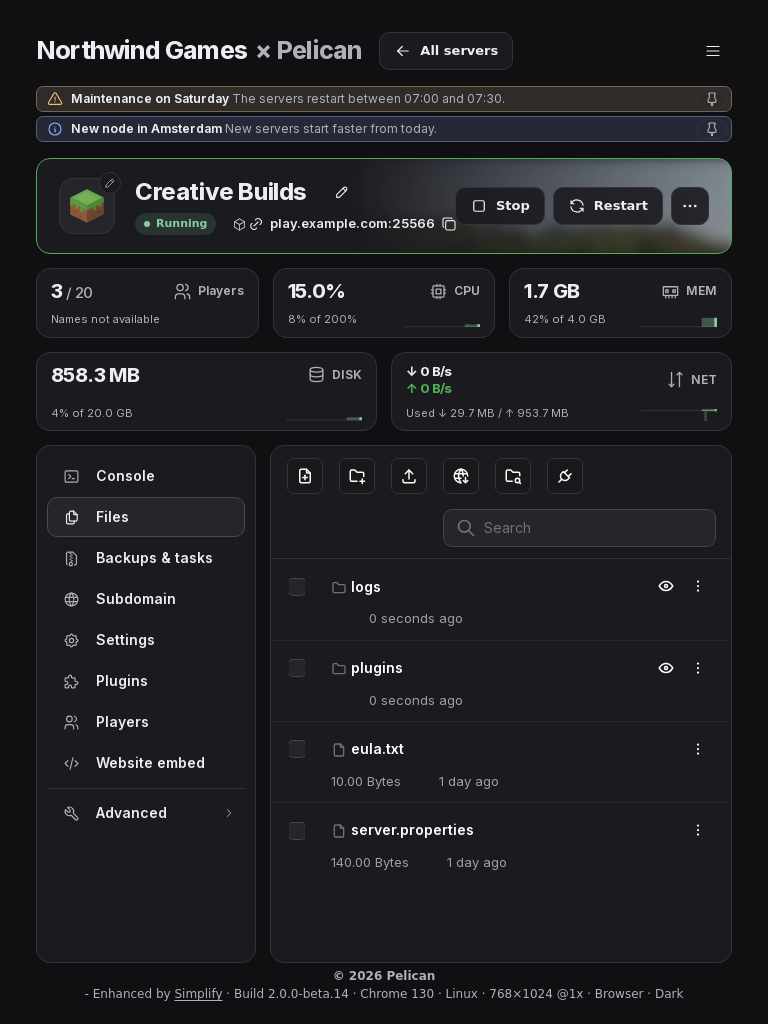 Northwind Games × Pelican
All servers
Maintenance on Saturday The servers restart between 07:00 and 07:30.
New node in Amsterdam New servers start faster from today.
Creative Builds
Running
play.example.com:25566
Stop
Restart
3 / 20
Players
Names not available
15.0%
CPU
8% of 200%
1.7 GB
MEM
42% of 4.0 GB
858.3 MB
DISK
4% of 20.0 GB
↓ 0 B/s
↑ 0 B/s
NET
Used ↓ 29.7 MB / ↑ 953.7 MB
Console
Files
Backups & tasks
Subdomain
Settings
Plugins
Players
Website embed
Advanced
Search
logs
0 seconds ago
plugins
0 seconds ago
eula.txt
10.00 Bytes 1 day ago
server.properties
140.00 Bytes 1 day ago
© 2026 Pelican
- Enhanced by Simplify · Build 2.0.0-beta.14 · Chrome 130 · Linux · 768×1024 @1x · Browser · Dark